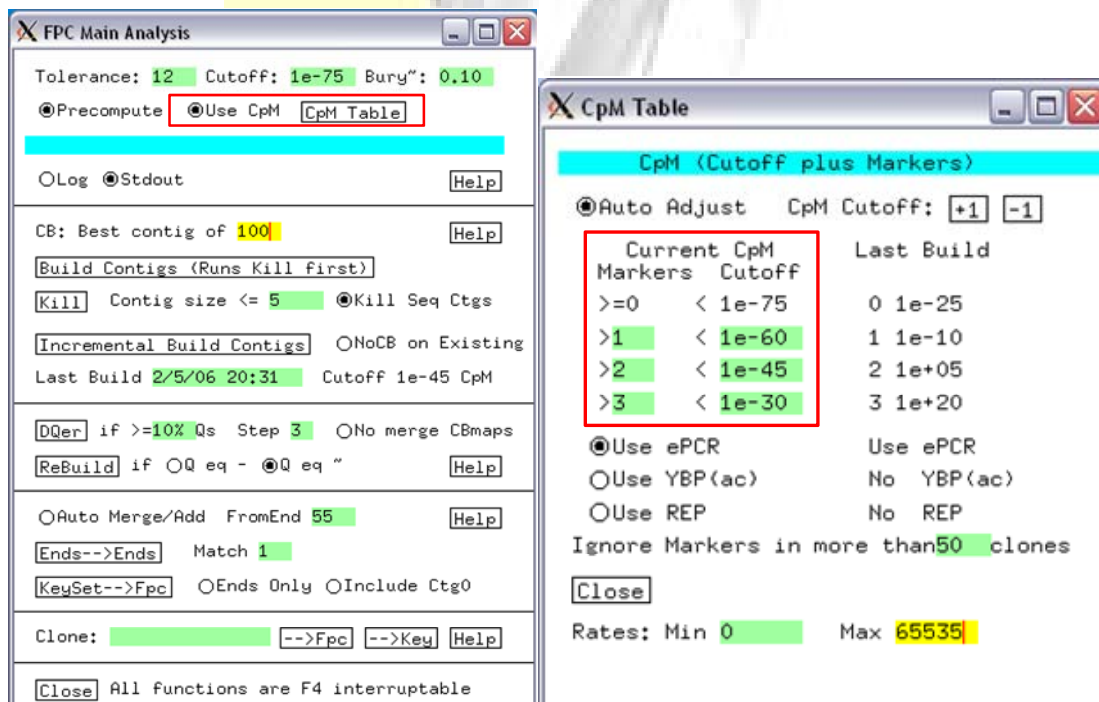 FPC Main Analysis
Tolerance: 12 Cutoff: 1e-75 Bury~: 0.10
Precompute Use CpM CpM Table
Log Stdout Help
CB: Best contig of 100 Help
Build Contigs (Runs Kill first)
Kill Contig size <= 5 Kill Seq Ctgs
Incremental Build Contigs NoCB on Existing
Last Build 2/5/06 20:31 Cutoff 1e-45 CpM
DQer if >=10% Qs Step 3 No merge CBmaps
ReBuild if Q eq - Q eq ~ Help
Auto Merge/Add FromEnd 55 Help
Ends-->Ends Match 1
KeySet-->Fpc Ends Only Include Ctg0
Clone: -->Fpc -->Key Help
Close All functions are F4 interruptable
CpM Table
CpM (Cutoff plus Markers)
Auto Adjust CpM Cutoff: +1 -1
Current CpM Last Build
Markers Cutoff
>=0 < 1e-75 0 1e-25
>1 < 1e-60 1 1e-10
>2 < 1e-45 2 1e+05
>3 < 1e-30 3 1e+20
Use ePCR Use ePCR
Use YBP(ac) No YBP(ac)
Use REP No REP
Ignore Markers in more than50 clones
Close
Rates: Min 0 Max 65535